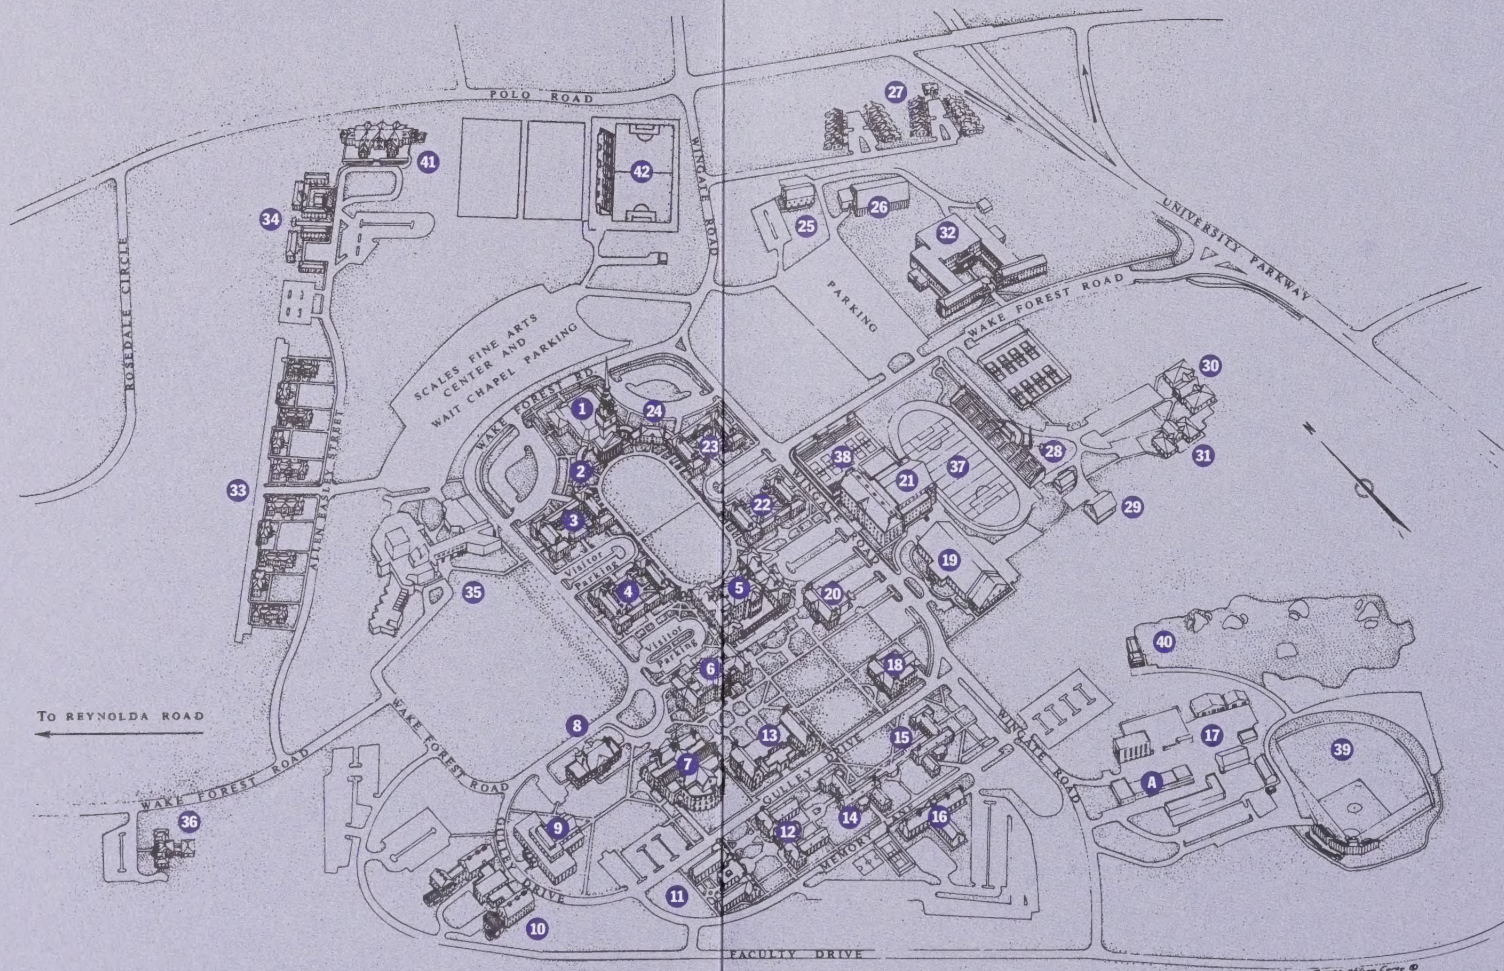 POLO ROAD
27
41
42
WINGATE ROAD
34
25
26
32
UNIVERSITY PARKWAY
ROSEDALE CIRCLE
PARKING
WAKE FOREST ROAD
SCALES FINE ARTS
CENTER AND
WAIT CHAPEL PARKING
WAKE FOREST RD
1
24
23
30
31
N
2
38
21
37
28
33
ALLEN EASLEY STREET
3
22
WINGATE
29
Visitor
Parking
35
4
5
20
19
Visitor
Parking
6
18
40
To REYNOLDA ROAD
WAKE FOREST ROAD
8
7
13
15
WINGATE ROAD
17
39
A
GULLEY DRIVE
WAKE FOREST ROAD
36
9
12
14
16
GULLEY DRIVE
11
10
FACULTY DRIVE